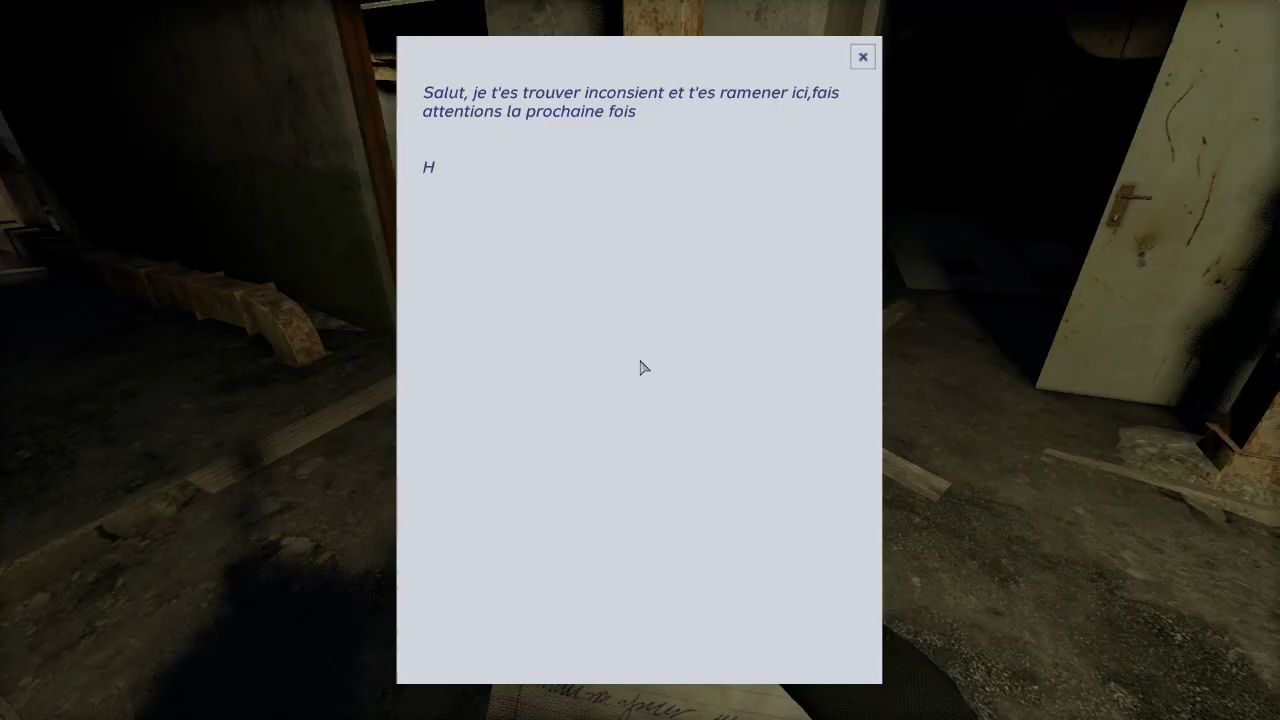 Salut, je t'es trouver inconsient et t'es ramener ici,fais
attentions la prochaine fois
H